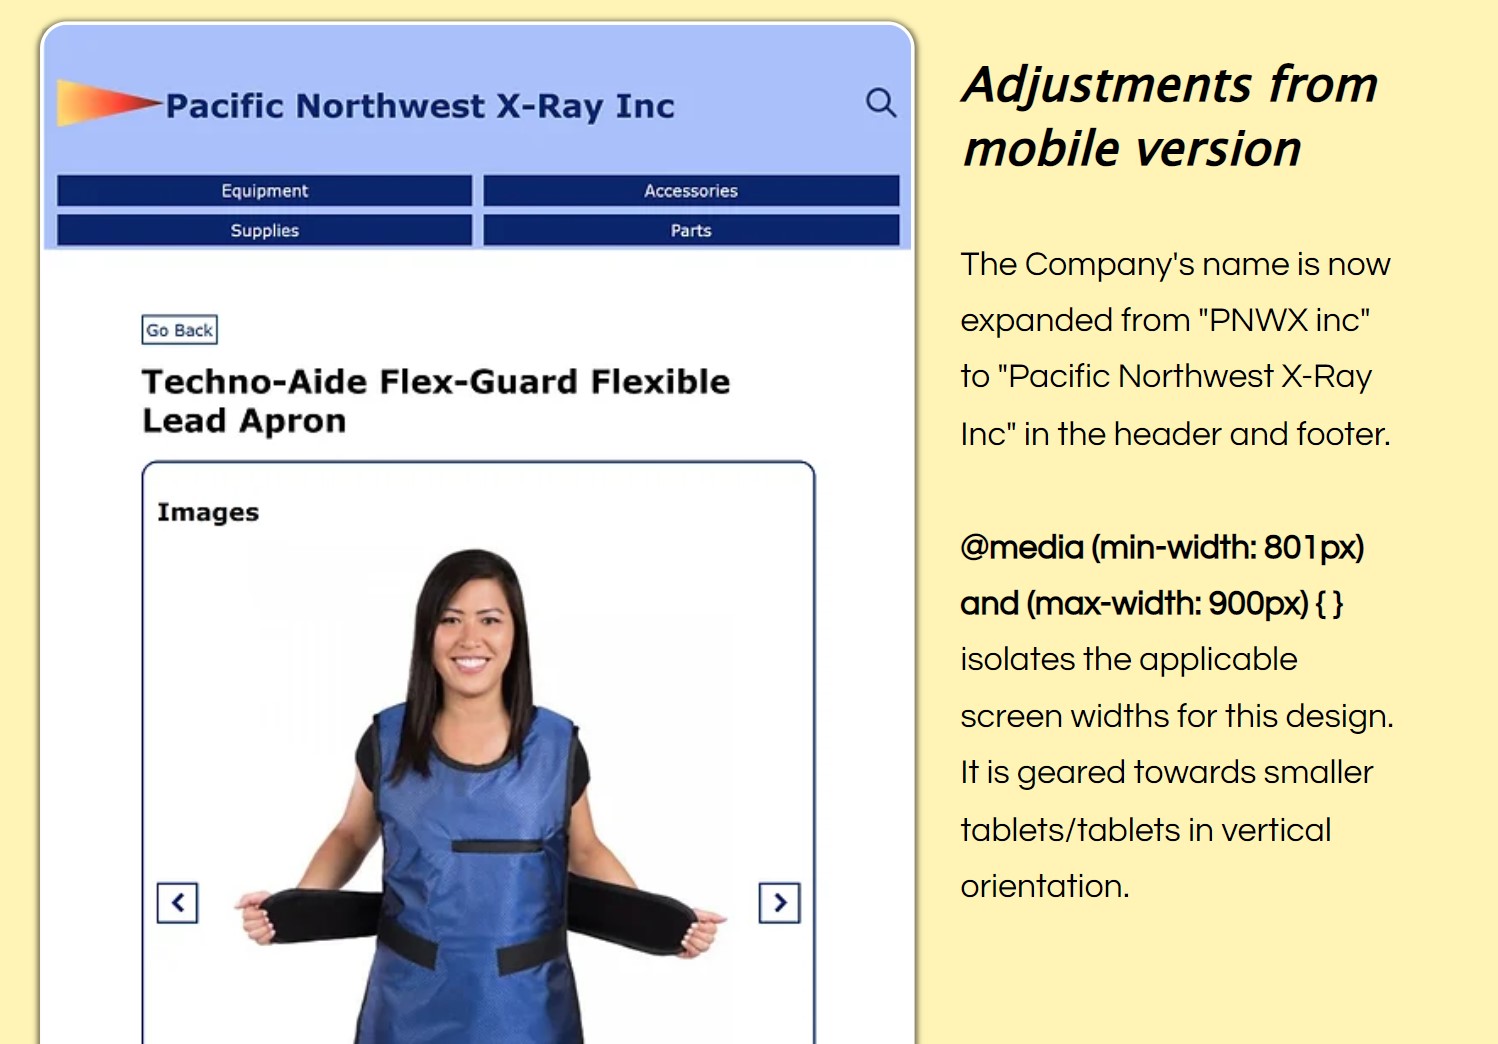 Pacific Northwest X-Ray Inc
Equipment
Accessories
Supplies
Parts
Go Back
Techno-Aide Flex-Guard Flexible
Lead Apron
Images
Adjustments from
mobile version
The Company's name is now
expanded from "PNWX inc"
to "Pacific Northwest X-Ray
Inc" in the header and footer.
@media (min-width: 801px)
and (max-width: 900px) { }
isolates the applicable
screen widths for this design.
It is geared towards smaller
tablets/tablets in vertical
orientation.